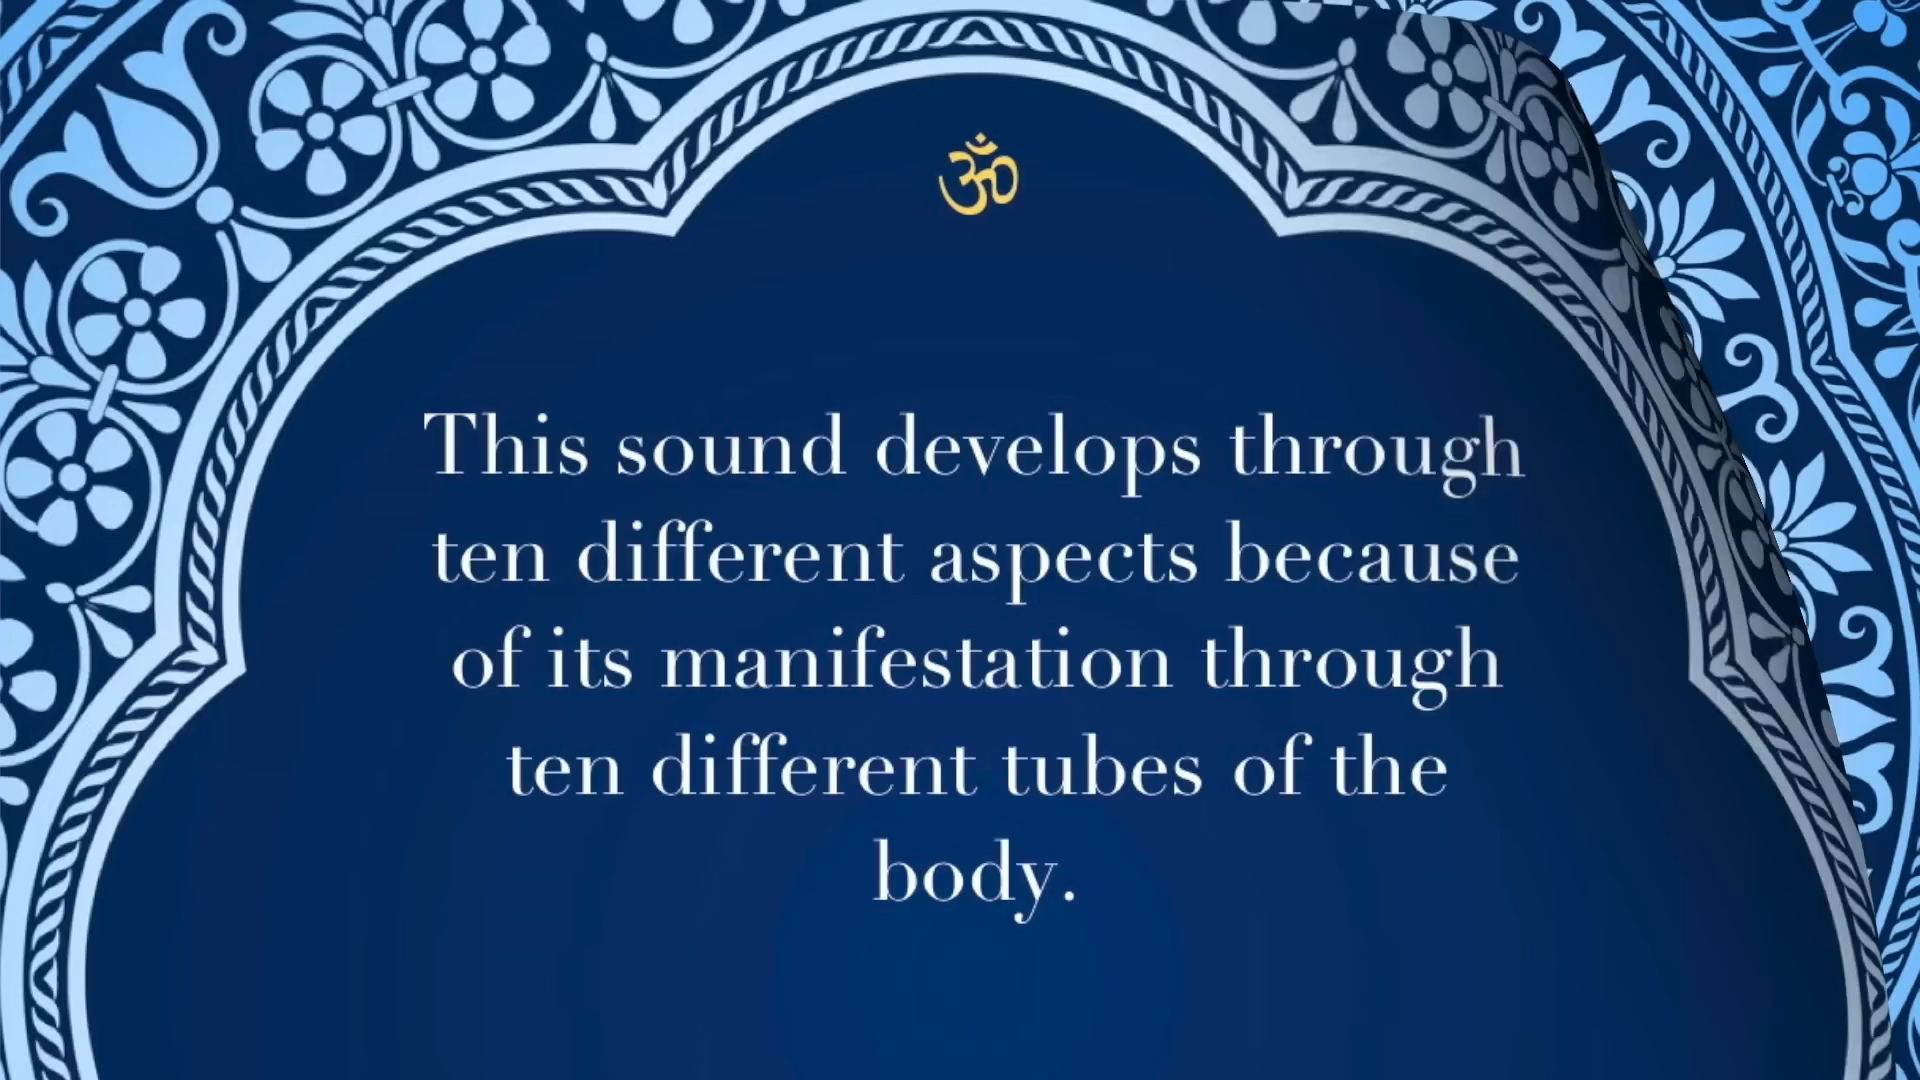 ॐ
This sound develops through
ten different aspects because
of its manifestation through
ten different tubes of the
body.